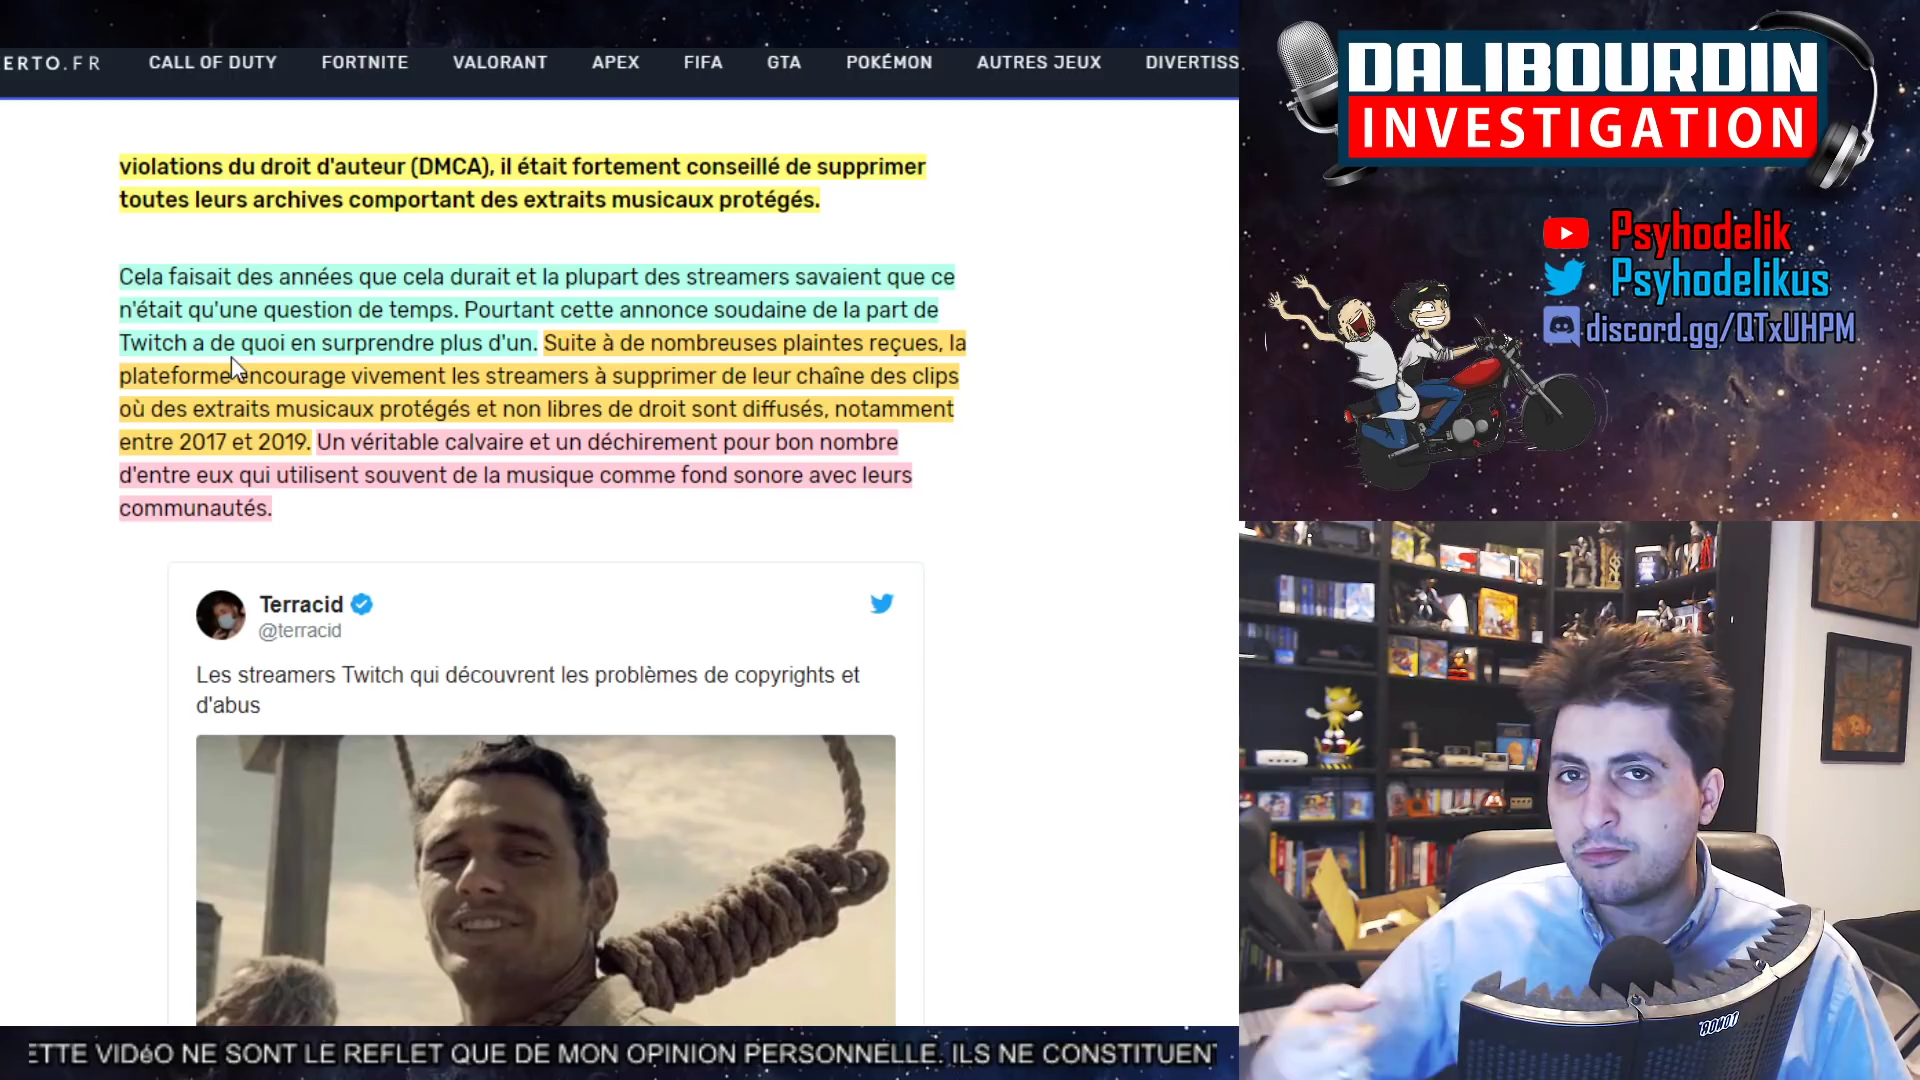 ERTO.FR CALL OF DUTY FORTNITE VALORANT APEX FIFA GTA POKÉMON AUTRES JEUX DIVERTISS
violations du droit d'auteur (DMCA), il était fortement conseillé de supprimer
toutes leurs archives comportant des extraits musicaux protégés.
Cela faisait des années que cela durait et la plupart des streamers savaient que ce
n'était qu'une question de temps. Pourtant cette annonce soudaine de la part de
Twitch a de quoi en surprendre plus d'un. Suite à de nombreuses plaintes reçues, la
plateforme encourage vivement les streamers à supprimer de leur chaîne des clips
où des extraits musicaux protégés et non libres de droit sont diffusés, notamment
entre 2017 et 2019. Un véritable calvaire et un déchirement pour bon nombre
d'entre eux qui utilisent souvent de la musique comme fond sonore avec leurs
communautés.
Terracid
@terracid
Les streamers Twitch qui découvrent les problèmes de copyrights et
d'abus
ETTE VIDéO NE SONT LE REFLET QUE DE MON OPINION PERSONNELLE. ILS NE CONSTITUENT
DALIBOURDIN
INVESTIGATION
Psyhodelik
Psyhodelikus
discord.gg/QTxUHPM